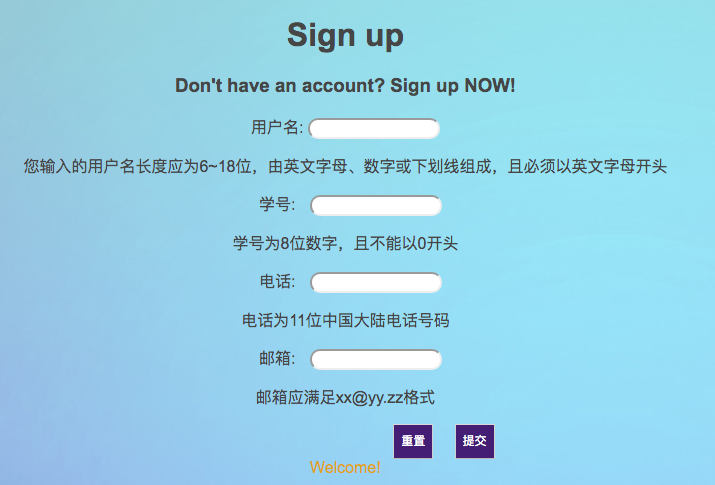 Sign up
Don't have an account? Sign up NOW!
用户名:
您输入的用户名长度应为6~18位，由英文字母、数字或下划线组成，且必须以英文字母开头
学号:
学号为8位数字，且不能以0开头
电话:
电话为11位中国大陆电话号码
邮箱:
邮箱应满足xx@yy.zz格式
重置 提交
Welcome!